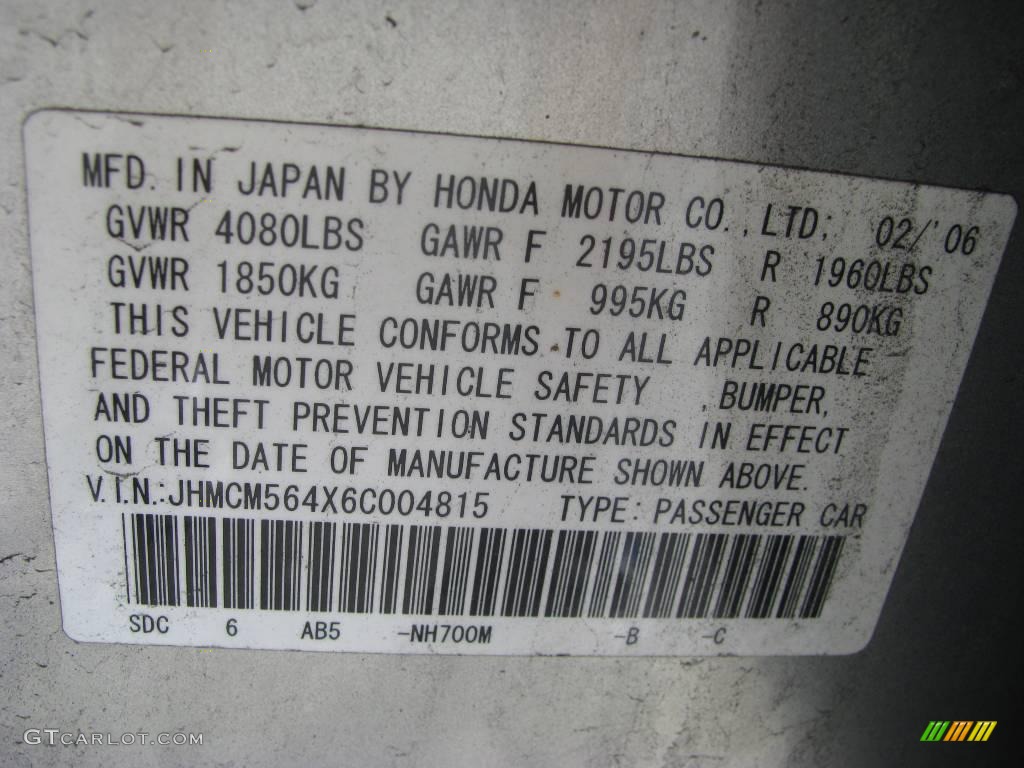 MFD. IN JAPAN BY HONDA MOTOR CO., LTD; 02/'06
GVWR 4080LBS GAWR F 2195LBS R 1960LBS
GVWR 1850KG GAWR F 995KG R 890KG
THIS VEHICLE CONFORMS TO ALL APPLICABLE
FEDERAL MOTOR VEHICLE SAFETY , BUMPER,
AND THEFT PREVENTION STANDARDS IN EFFECT
ON THE DATE OF MANUFACTURE SHOWN ABOVE.
V.I.N.:JHMCM564X6C004815 TYPE: PASSENGER CAR
SDC 6 AB5 -NH700M -B -C
GTCARLOT.COM